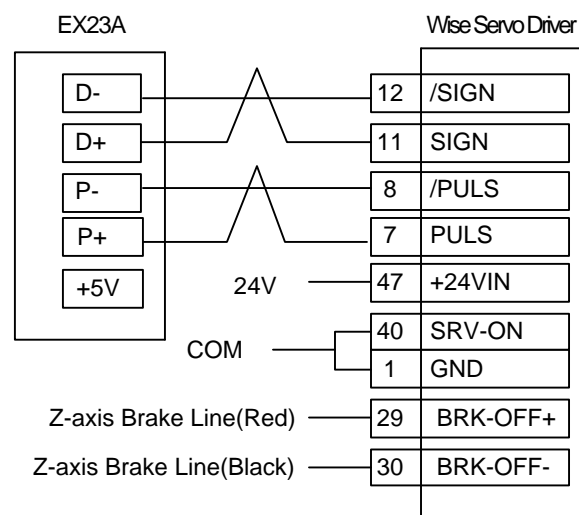 EX23A
Wise Servo Driver
D-
12
/SIGN
D+
11
SIGN
P-
8
/PULS
P+
7
PULS
+5V
24V
47
+24VIN
COM
40
SRV-ON
1
GND
Z-axis Brake Line(Red)
29
BRK-OFF+
Z-axis Brake Line(Black)
30
BRK-OFF-